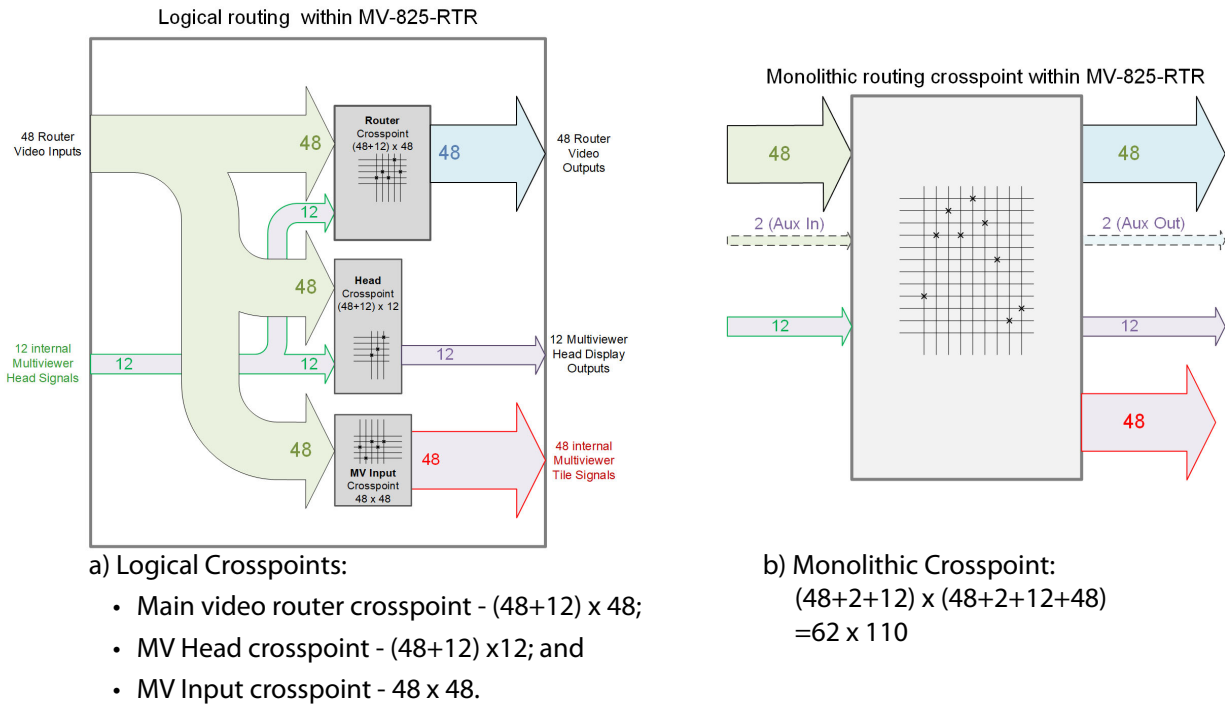 Logical routing within MV-825-RTR
48 Router
Video Inputs
48
Router
Crosspoint
(48+12) x 48
48
48 Router
Video
Outputs
12
48
Head
Crosspoint
(48+12) x 12
12 internal
Multiviewer
Head Signals
12
12
12
12 Multiviewer
Head Display
Outputs
48
MV Input
Crosspoint
48 x 48
48
48 internal
Multiviewer
Tile Signals
a) Logical Crosspoints:
• Main video router crosspoint - (48+12) x 48;
• MV Head crosspoint - (48+12) x12; and
• MV Input crosspoint - 48 x 48.
Monolithic routing crosspoint within MV-825-RTR
48
48
2 (Aux In)
2 (Aux Out)
12
12
48
b) Monolithic Crosspoint:
(48+2+12) x (48+2+12+48)
=62 x 110